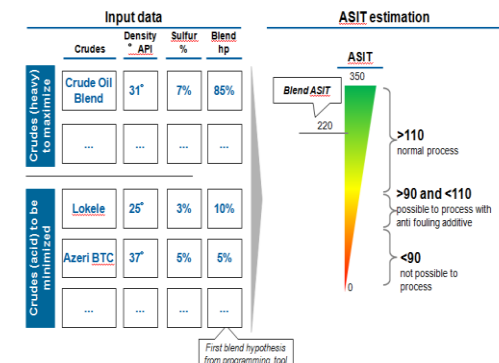 Input data
ASIT estimation
Crudes
Density
° API
Sulfur
%
Blend
hp
Crudes (heavy)
to maximize
Crude Oil
Blend
31°
7%
85%
...
...
...
...
Crudes (acid) to be
minimized
Lokele
25°
3%
10%
Azeri BTC
37°
5%
5%
...
...
...
...
First blend hypothesis
from programming tool
ASIT
350
Blend ASIT
220
0
>110
normal process
>90 and <110
possible to process with
anti fouling additive
<90
not possible to
process